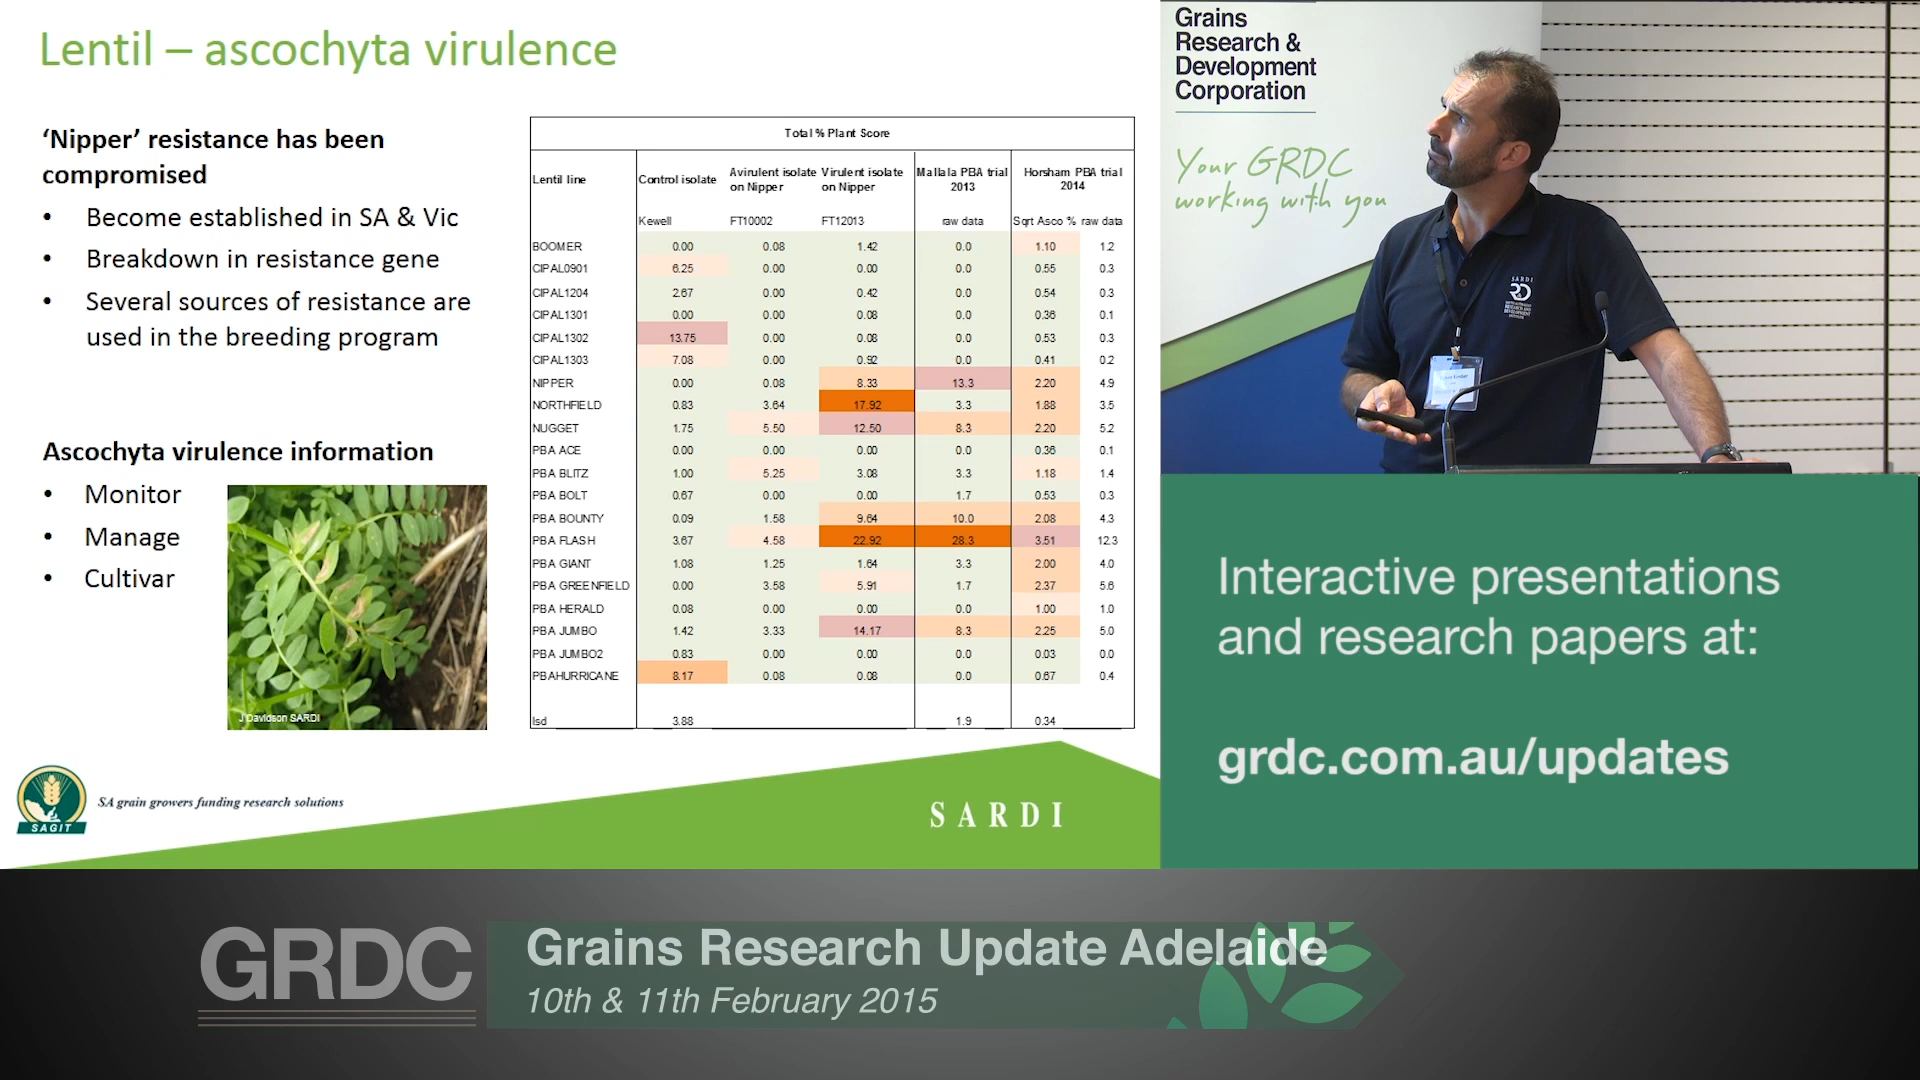 Lentil – ascochyta virulence
‘Nipper’ resistance has been
compromised
• Become established in SA & Vic
• Breakdown in resistance gene
• Several sources of resistance are
used in the breeding program
Ascochyta virulence information
• Monitor
• Manage
• Cultivar
J Davidson SARDI
Total % Plant Score
Lentil line Control isolate Avirulent isolate on Nipper Virulent isolate on Nipper Mallala PBA trial 2013 Horsham PBA trial 2014
Kewell FT10002 FT12013 raw data Sqrt Asco % raw data
BOOMER 0.00 0.08 1.42 0.0 1.10 1.2
CIPAL0901 6.25 0.00 0.00 0.0 0.55 0.3
CIPAL1204 2.67 0.00 0.42 0.0 0.54 0.3
CIPAL1301 0.00 0.00 0.08 0.0 0.36 0.1
CIPAL1302 13.75 0.00 0.08 0.0 0.53 0.3
CIPAL1303 7.08 0.00 0.92 0.0 0.41 0.2
NIPPER 0.00 0.08 8.33 13.3 2.20 4.9
NORTHFIELD 0.83 3.64 17.92 3.3 1.88 3.5
NUGGET 1.75 5.50 12.50 8.3 2.20 5.2
PBA ACE 0.00 0.00 0.00 0.0 0.36 0.1
PBA BLITZ 1.00 5.25 3.08 3.3 1.18 1.4
PBA BOLT 0.67 0.00 0.00 1.7 0.53 0.3
PBA BOUNTY 0.09 1.58 9.64 10.0 2.08 4.3
PBA FLASH 3.67 4.58 22.92 28.3 3.51 12.3
PBA GIANT 1.08 1.25 1.64 3.3 2.00 4.0
PBA GREENFIELD 0.00 3.58 5.91 1.7 2.37 5.6
PBA HERALD 0.08 0.00 0.00 0.0 1.00 1.0
PBA JUMBO 1.42 3.33 14.17 8.3 2.25 5.0
PBA JUMBO2 0.83 0.00 0.00 0.0 0.03 0.0
PBAHURRICANE 8.17 0.08 0.08 0.0 0.67 0.4
lsd 3.88 1.9 0.34
SAGIT
SA grain growers funding research solutions
SARDI
Grains
Research &
Development
Corporation
Your GRDC
working with you
SARDI
Interactive presentations
and research papers at:
grdc.com.au/updates
GRDC
Grains Research Update Adelaide
10th & 11th February 2015